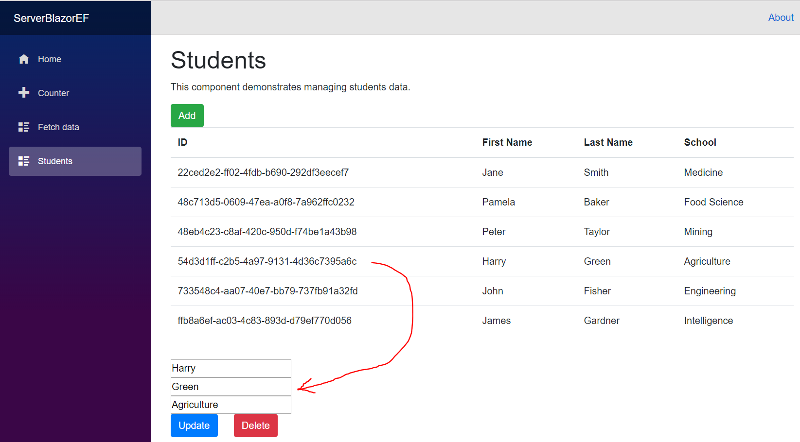 ServerBlazorEF
About
Home
Counter
Fetch data
Students
Students
This component demonstrates managing students data.
Add
ID First Name Last Name School
22ced2e2-ff02-4fdb-b690-292df3eecef7 Jane Smith Medicine
48c713d5-0609-47ea-a0f8-7a962ffc0232 Pamela Baker Food Science
48eb4c23-c8af-420c-950d-f74be1a43b98 Peter Taylor Mining
54d3d1ff-c2b5-4a97-9131-4d36c7395a6c Harry Green Agriculture
733548c4-aa07-40e7-bb79-737fb91a32fd John Fisher Engineering
ffb8a6ef-ac03-4c83-893d-d79ef770d056 James Gardner Intelligence
Harry
Green
Agriculture
Update Delete